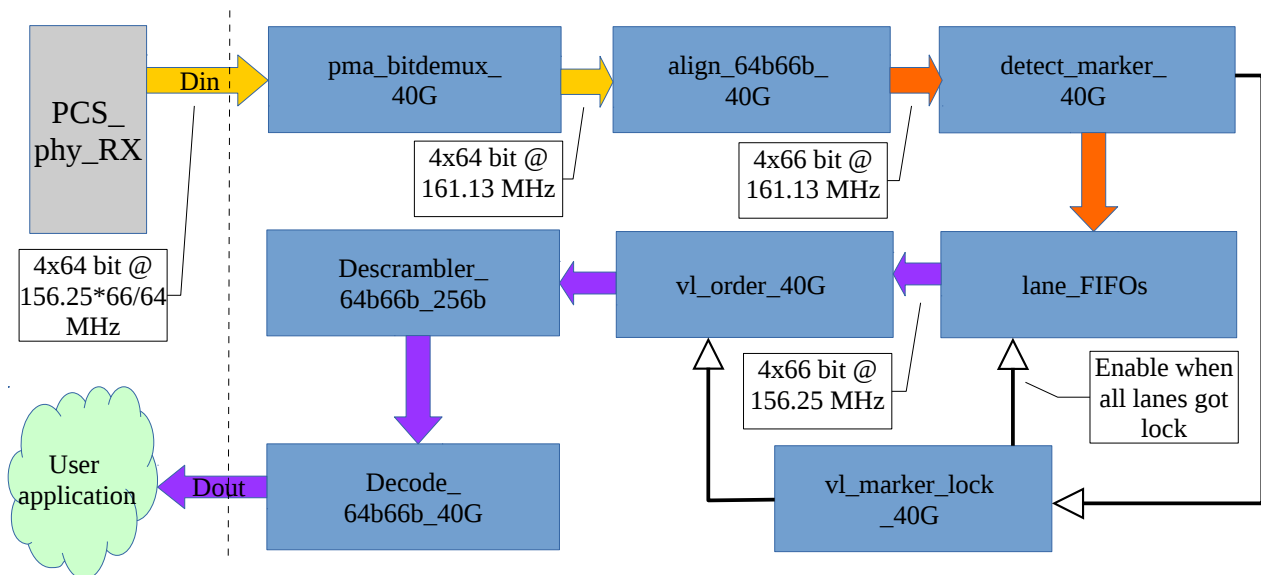 PCS_
phy_RX
Din
pma_bitdemux_
40G
align_64b66b_
40G
detect_marker_
40G
4x64 bit @
161.13 MHz
4x66 bit @
161.13 MHz
4x64 bit @
156.25*66/64
MHz
Descrambler_
64b66b_256b
vl_order_40G
lane_FIFOs
4x66 bit @
156.25 MHz
Enable when
all lanes got
lock
User
application
Dout
Decode_
64b66b_40G
vl_marker_lock
_40G